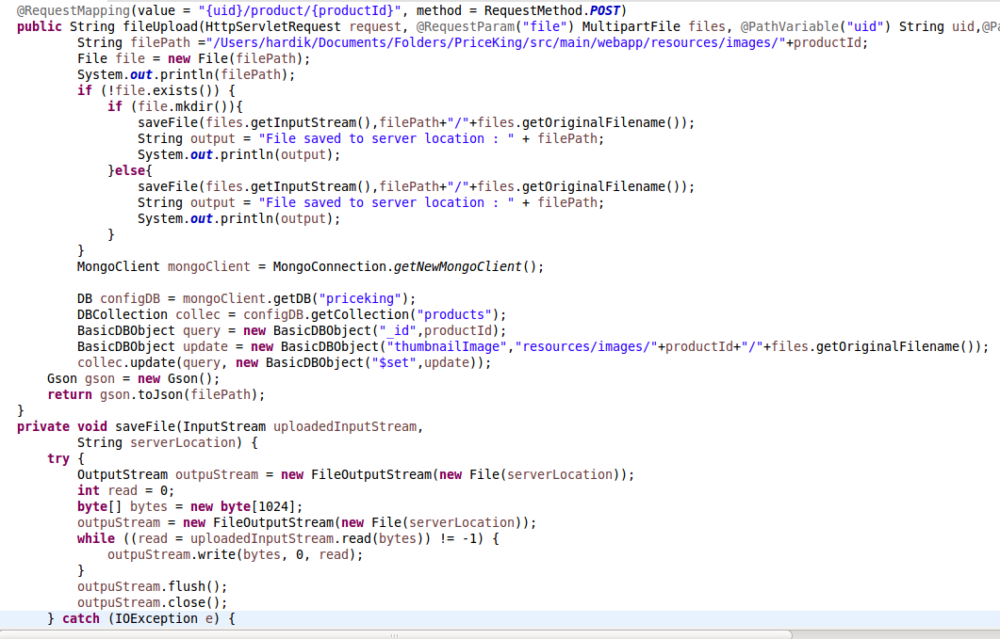 @RequestMapping(value = "{uid}/product/{productId}", method = RequestMethod.POST)
public String fileUpload(HttpServletRequest request, @RequestParam("file") MultipartFile files, @PathVariable("uid") String uid,@Pa
        String filePath ="/Users/hardik/Documents/Folders/PriceKing/src/main/webapp/resources/images/"+productId;
        File file = new File(filePath);
        System.out.println(filePath);
        if (!file.exists()) {
            if (file.mkdir()){
                saveFile(files.getInputStream(),filePath+"/"+files.getOriginalFilename());
                String output = "File saved to server location : " + filePath;
                System.out.println(output);
            }else{
                saveFile(files.getInputStream(),filePath+"/"+files.getOriginalFilename());
                String output = "File saved to server location : " + filePath;
                System.out.println(output);
            }
        }
        MongoClient mongoClient = MongoConnection.getNewMongoClient();

        DB configDB = mongoClient.getDB("priceking");
        DBCollection collec = configDB.getCollection("products");
        BasicDBObject query = new BasicDBObject("_id",productId);
        BasicDBObject update = new BasicDBObject("thumbnailImage","resources/images/"+productId+"/"+files.getOriginalFilename());
        collec.update(query, new BasicDBObject("$set",update));
    Gson gson = new Gson();
    return gson.toJson(filePath);
}
private void saveFile(InputStream uploadedInputStream,
        String serverLocation) {
    try {
        OutputStream outpuStream = new FileOutputStream(new File(serverLocation));
        int read = 0;
        byte[] bytes = new byte[1024];
        outpuStream = new FileOutputStream(new File(serverLocation));
        while ((read = uploadedInputStream.read(bytes)) != -1) {
            outpuStream.write(bytes, 0, read);
        }
        outpuStream.flush();
        outpuStream.close();
    } catch (IOException e) {